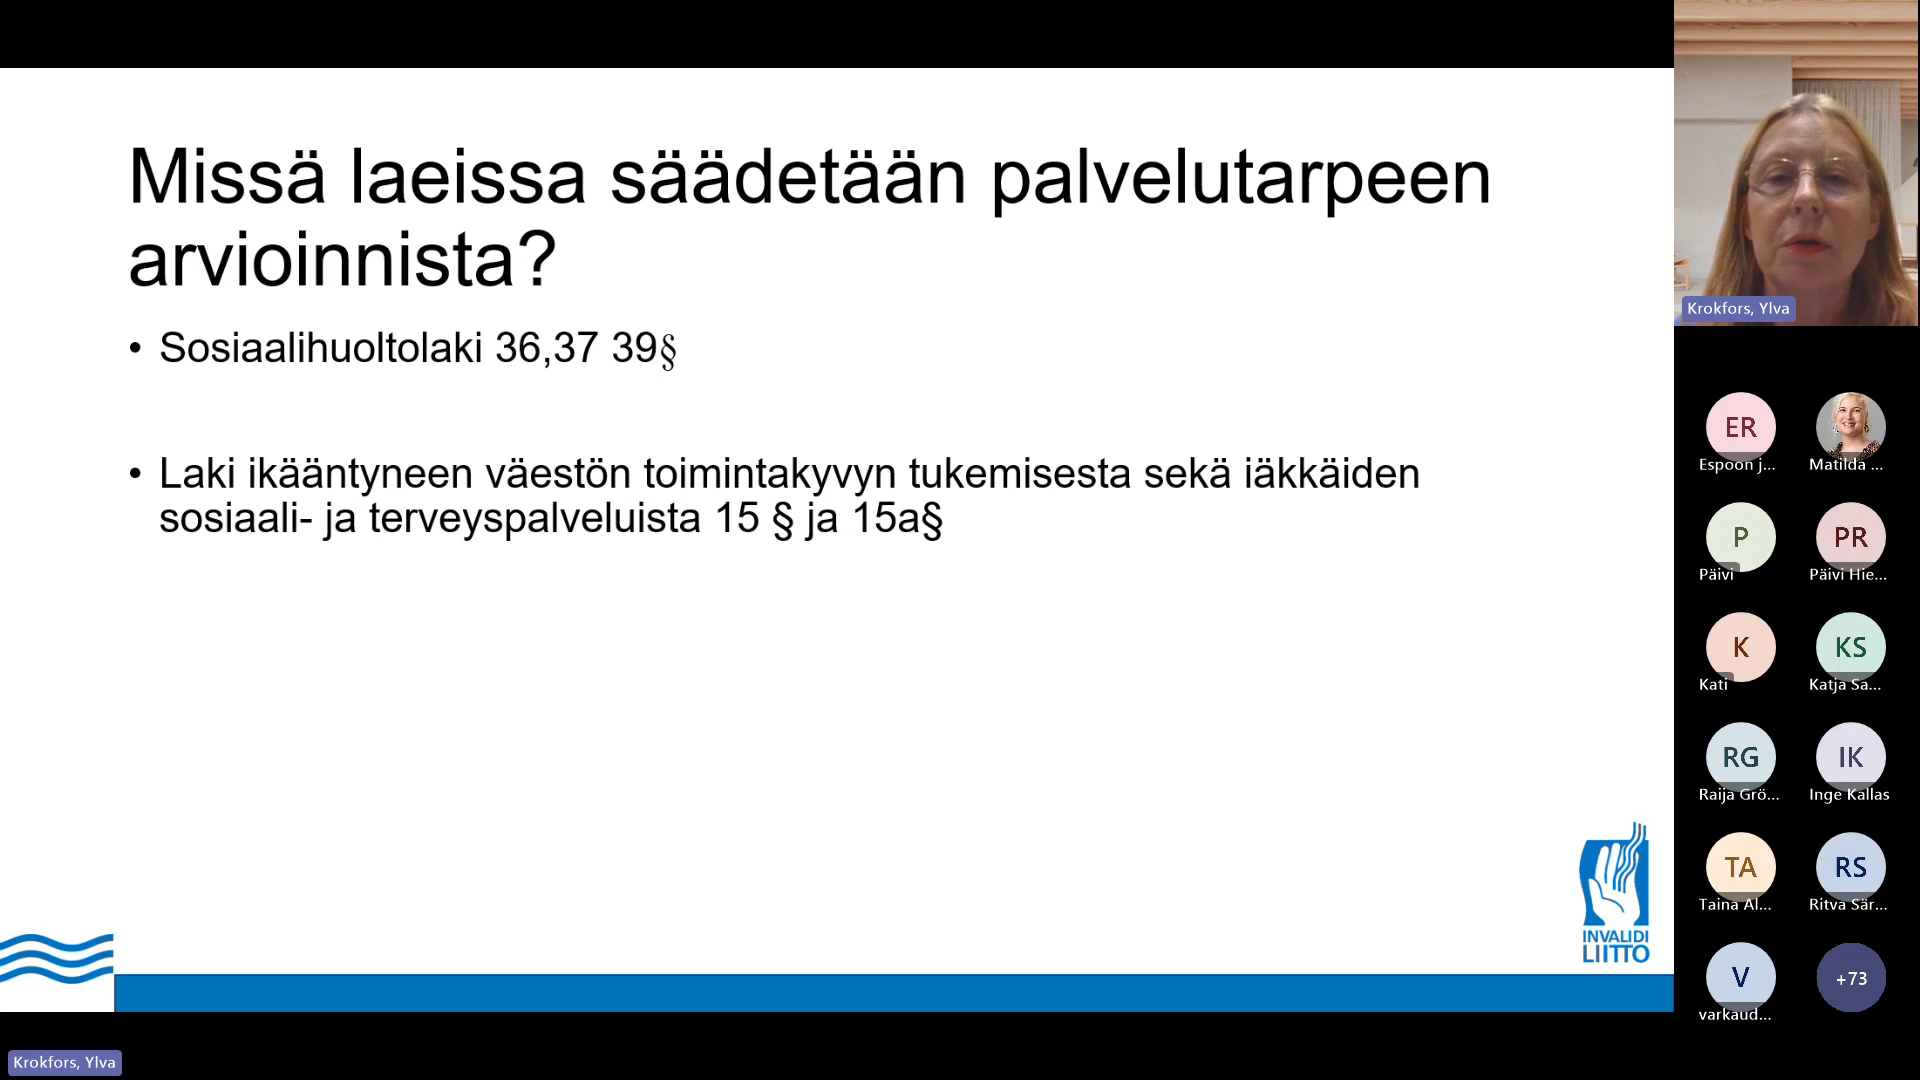 Missä laeissa säädetään palvelutarpeen
arvioinnista?
• Sosiaalihuoltolaki 36,37 39§
• Laki ikääntyneen väestön toimintakyvyn tukemisesta sekä iäkkäiden
sosiaali- ja terveyspalveluista 15 § ja 15a§
INVALIDI
LIITTO
Krokfors, Ylva
Krokfors, Ylva
ER
Espoon j...
Matilda ...
P
Päivi
PR
Päivi Hie...
K
Kati
KS
Katja Sa...
RG
Raija Grö...
IK
Inge Kallas
TA
Taina Al...
RS
Ritva Sär...
V
varkaud...
+73